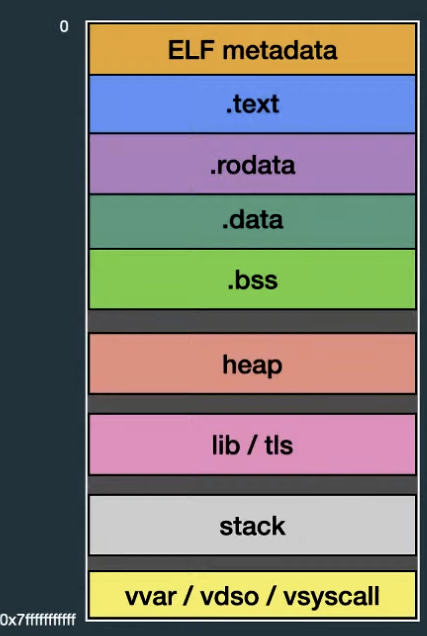 0
ELF metadata
.text
.rodata
.data
.bss
heap
lib / tls
stack
vvar / vdso / vsyscall
0x7fffffffffff